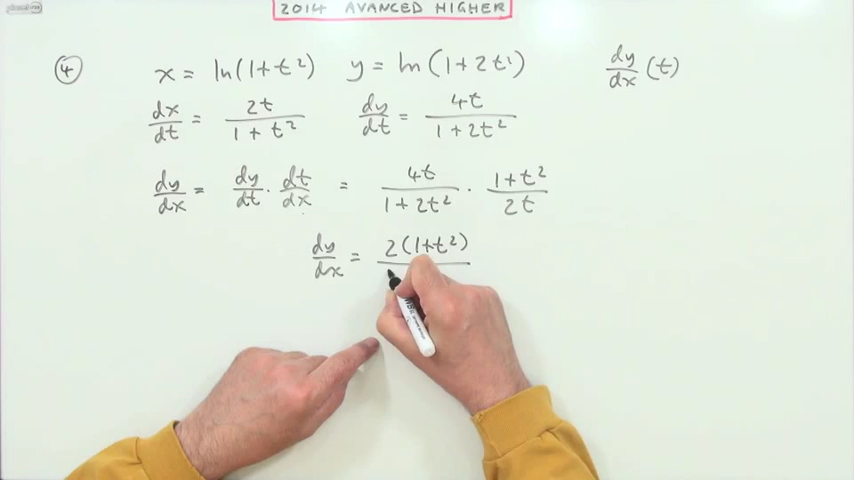 2014 AVANCED HIGHER
④ x = ln(1+t²) y = ln(1+2t²) dy/dx (t)
dx/dt = 2t/(1+t²) dy/dt = 4t/(1+2t²)
dy/dx = dy/dt · dt/dx = 4t/(1+2t²) · (1+t²)/2t
dy/dx = 2(1+t²)